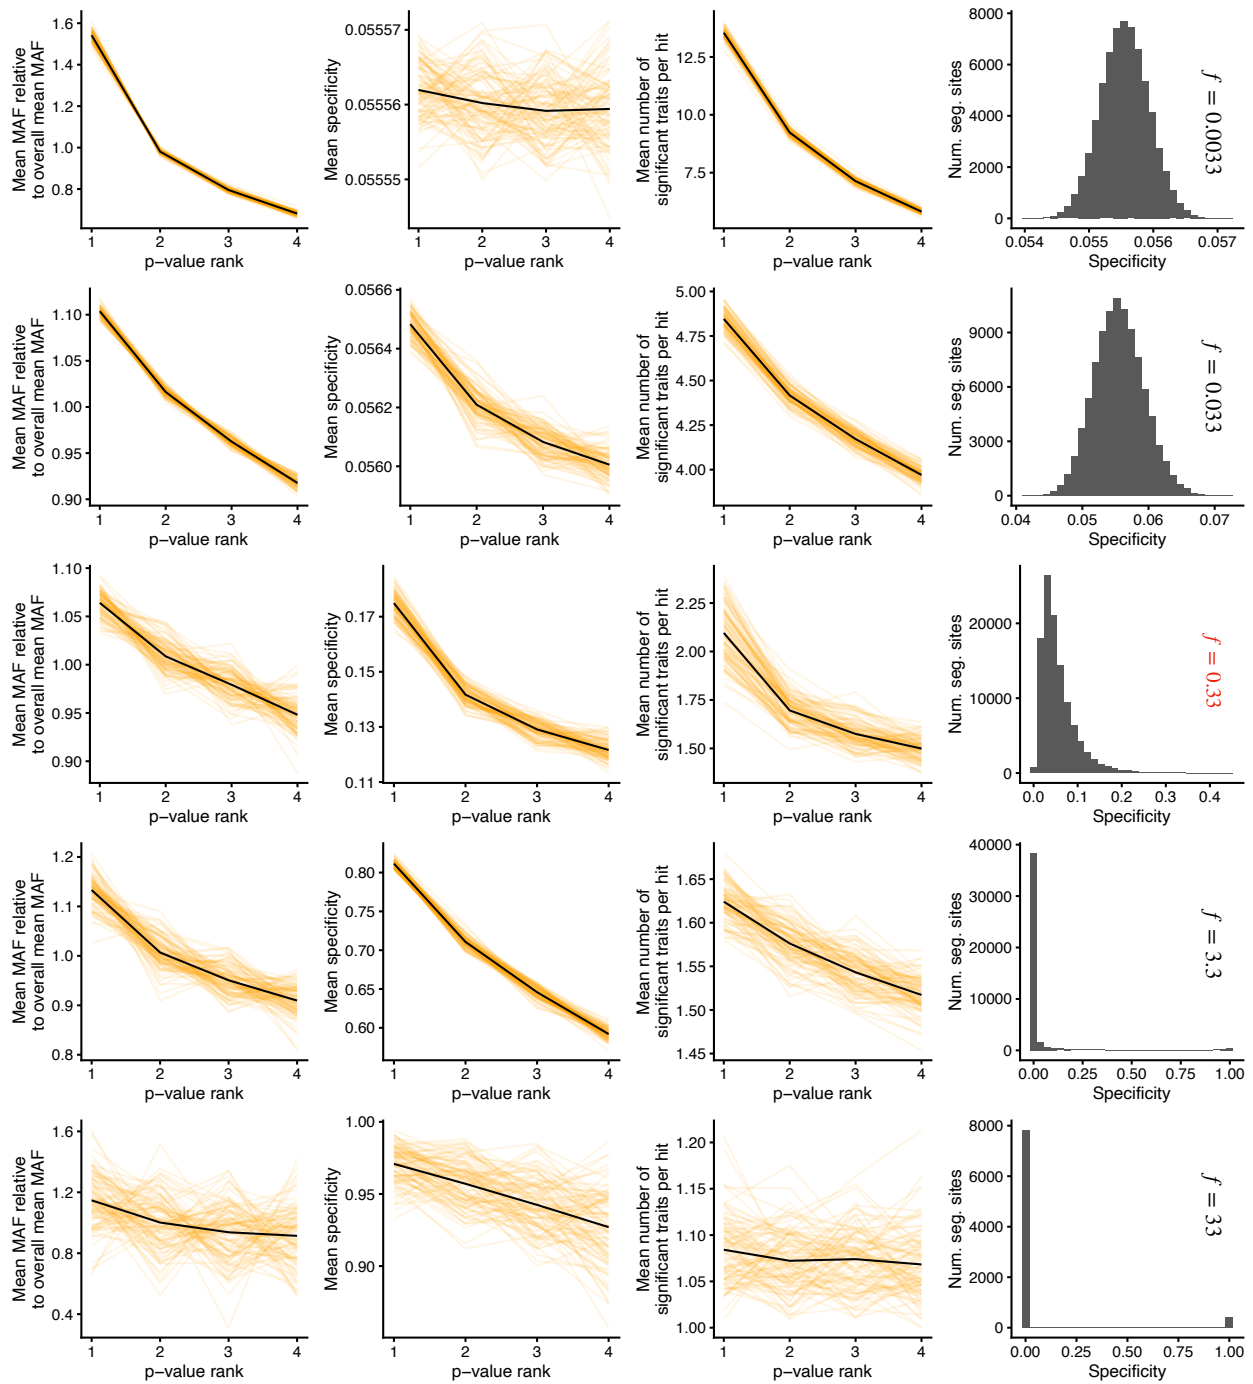 Mean MAF relative
to overall mean MAF
1.6
1.4
1.2
1.0
0.8
1 2 3 4
p−value rank
Mean specificity
0.05557
0.05556
0.05555
1 2 3 4
p−value rank
Mean number of
significant traits per hit
12.5
10.0
7.5
1 2 3 4
p−value rank
Num. seg. sites
8000
6000
4000
2000
0
0.054 0.055 0.056 0.057
Specificity
f = 0.0033
Mean MAF relative
to overall mean MAF
1.10
1.05
1.00
0.95
0.90
1 2 3 4
p−value rank
Mean specificity
0.0566
0.0564
0.0562
0.0560
1 2 3 4
p−value rank
Mean number of
significant traits per hit
5.00
4.75
4.50
4.25
4.00
1 2 3 4
p−value rank
Num. seg. sites
9000
6000
3000
0
0.04 0.05 0.06 0.07
Specificity
f = 0.033
Mean MAF relative
to overall mean MAF
1.10
1.05
1.00
0.95
0.90
1 2 3 4
p−value rank
Mean specificity
0.17
0.15
0.13
0.11
1 2 3 4
p−value rank
Mean number of
significant traits per hit
2.25
2.00
1.75
1.50
1 2 3 4
p−value rank
Num. seg. sites
20000
10000
0
0.0 0.1 0.2 0.3 0.4
Specificity
f = 0.33
Mean MAF relative
to overall mean MAF
1.2
1.1
1.0
0.9
0.8
1 2 3 4
p−value rank
Mean specificity
0.80
0.75
0.70
0.65
0.60
1 2 3 4
p−value rank
Mean number of
significant traits per hit
1.65
1.60
1.55
1.50
1.45
1 2 3 4
p−value rank
Num. seg. sites
40000
30000
20000
10000
0
0.00 0.25 0.50 0.75 1.00
Specificity
f = 3.3
Mean MAF relative
to overall mean MAF
1.6
1.2
0.8
0.4
1 2 3 4
p−value rank
Mean specificity
1.00
0.95
0.90
1 2 3 4
p−value rank
Mean number of
significant traits per hit
1.20
1.15
1.10
1.05
1.00
1 2 3 4
p−value rank
Num. seg. sites
8000
6000
4000
2000
0
0.00 0.25 0.50 0.75 1.00
Specificity
f = 33